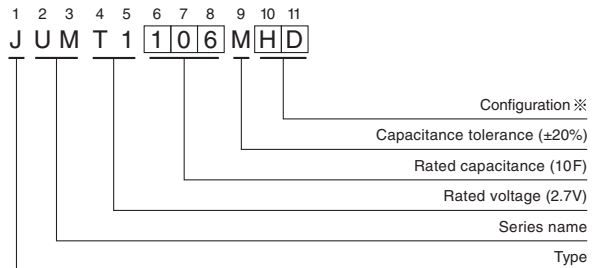 1 2 3 4 5 6 7 8 9 10 11
J U M T 1 1 0 6 M H D
Configuration ※
Capacitance tolerance (±20%)
Rated capacitance (10F)
Rated voltage (2.7V)
Series name
Type